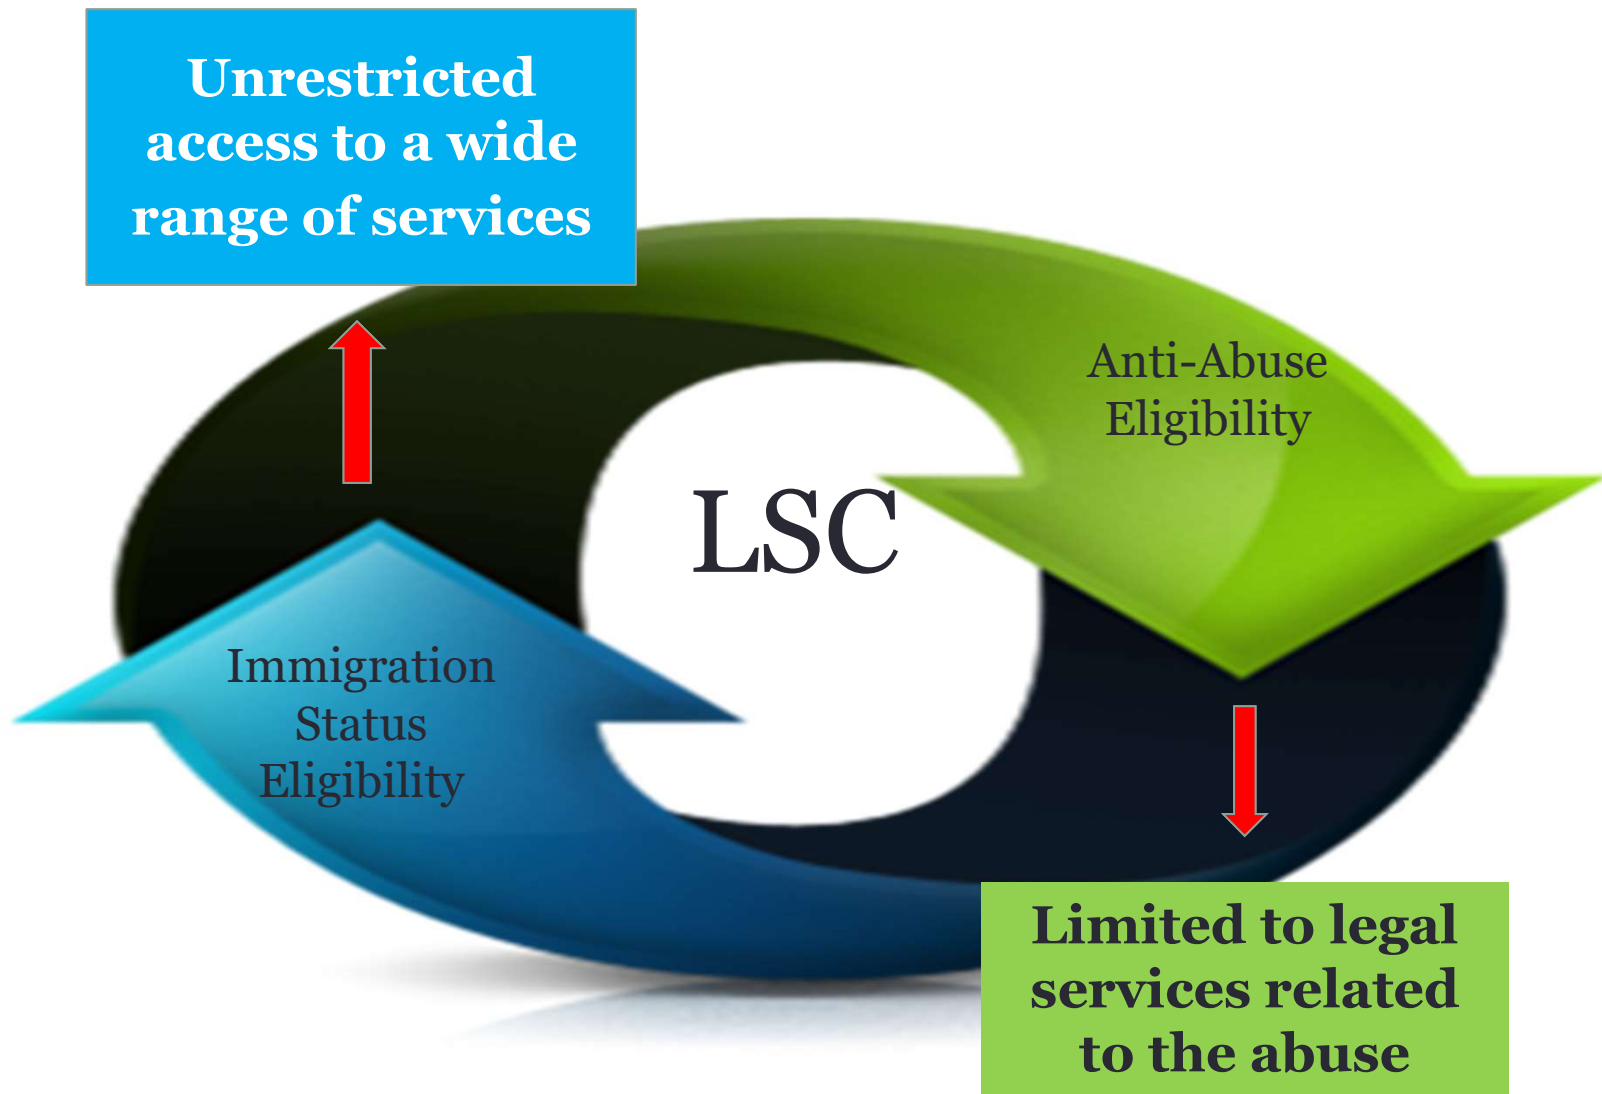 Unrestricted
access to a wide
range of services
Anti-Abuse
Eligibility
LSC
Immigration
Status
Eligibility
Limited to legal
services related
to the abuse